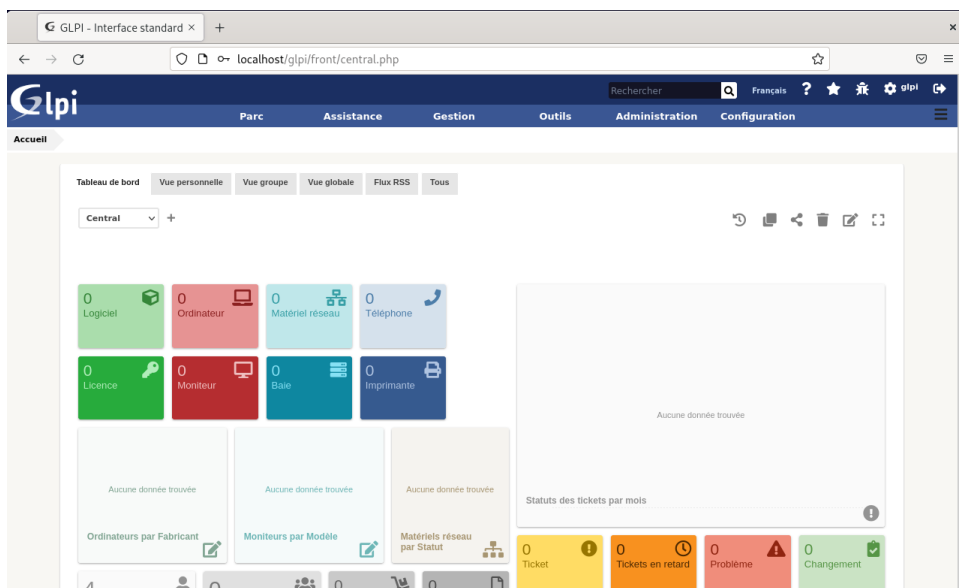 GLPI - Interface standard
localhost/glpi/front/central.php
Glpi
Rechercher
Français
?
glpi
Parc
Assistance
Gestion
Outils
Administration
Configuration
Accueil
Tableau de bord
Vue personnelle
Vue groupe
Vue globale
Flux RSS
Tous
Central
0
Logiciel
0
Ordinateur
0
Matériel réseau
0
Téléphone
0
Licence
0
Moniteur
0
Baie
0
Imprimante
Aucune donnée trouvée
Statuts des tickets par mois
Aucune donnée trouvée
Ordinateurs par Fabricant
Aucune donnée trouvée
Moniteurs par Modèle
Aucune donnée trouvée
Matériels réseau
par Statut
0
Ticket
0
Tickets en retard
0
Problème
0
Changement
4
0
0
0